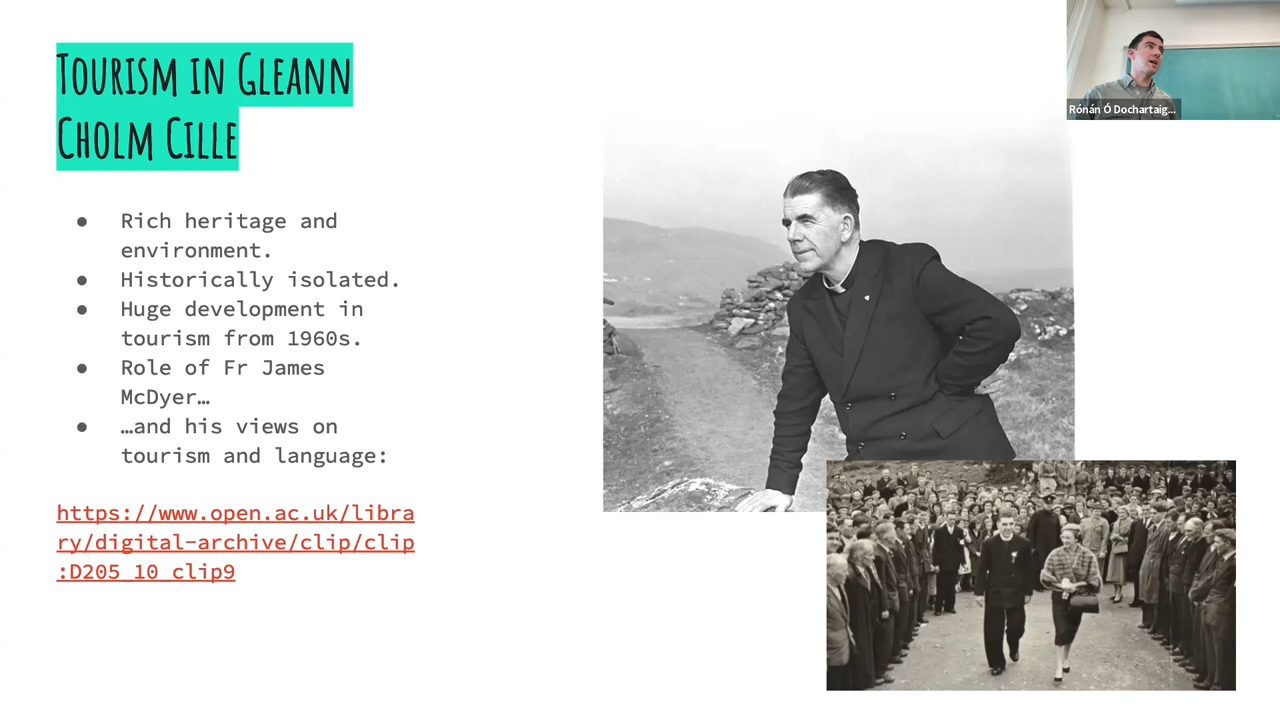 Tourism in Gleann
Cholm Cille
● Rich heritage and
environment.
● Historically isolated.
● Huge development in
tourism from 1960s.
● Role of Fr James
McDyer…
● …and his views on
tourism and language:
https://www.open.ac.uk/libra
ry/digital-archive/clip/clip
:D205_10_clip9
Rónán Ó Dochartaig...